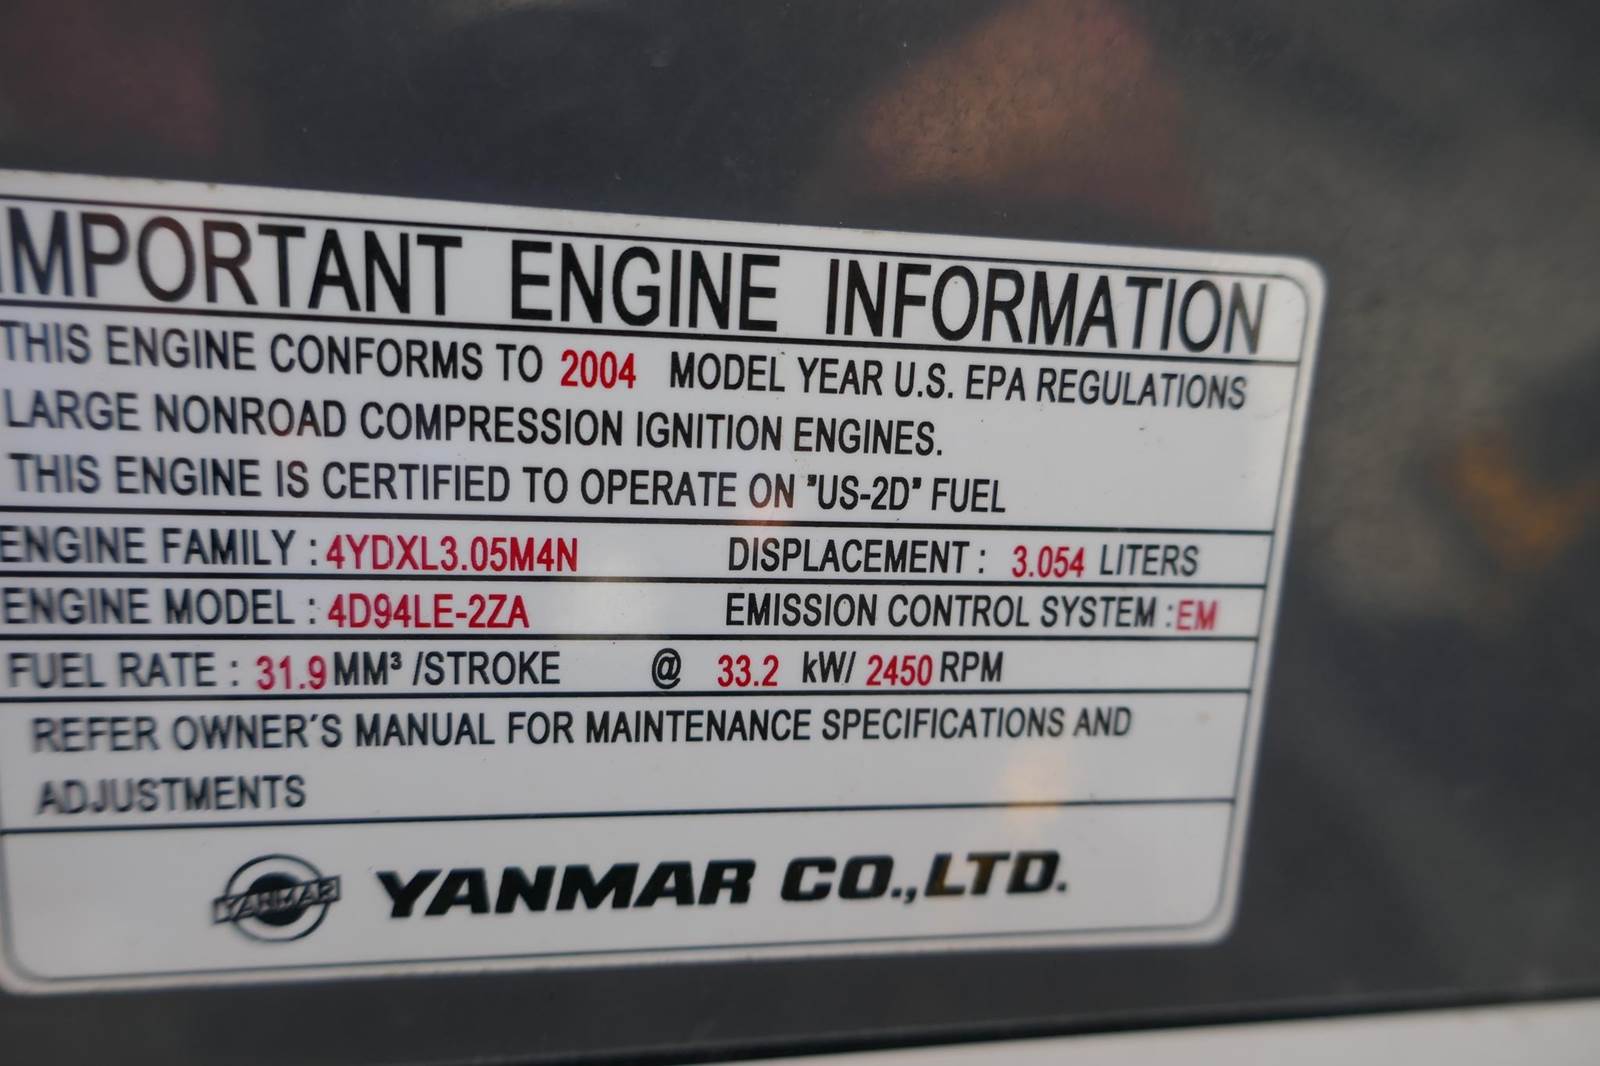 IMPORTANT ENGINE INFORMATION
THIS ENGINE CONFORMS TO 2004 MODEL YEAR U.S. EPA REGULATIONS
LARGE NONROAD COMPRESSION IGNITION ENGINES.
THIS ENGINE IS CERTIFIED TO OPERATE ON "US-2D" FUEL
ENGINE FAMILY : 4YDXL3.05M4N DISPLACEMENT : 3.054 LITERS
ENGINE MODEL : 4D94LE-2ZA EMISSION CONTROL SYSTEM : EM
FUEL RATE : 31.9 MM³ /STROKE @ 33.2 kW/ 2450 RPM
REFER OWNER'S MANUAL FOR MAINTENANCE SPECIFICATIONS AND
ADJUSTMENTS
YANMAR YANMAR CO.,LTD.